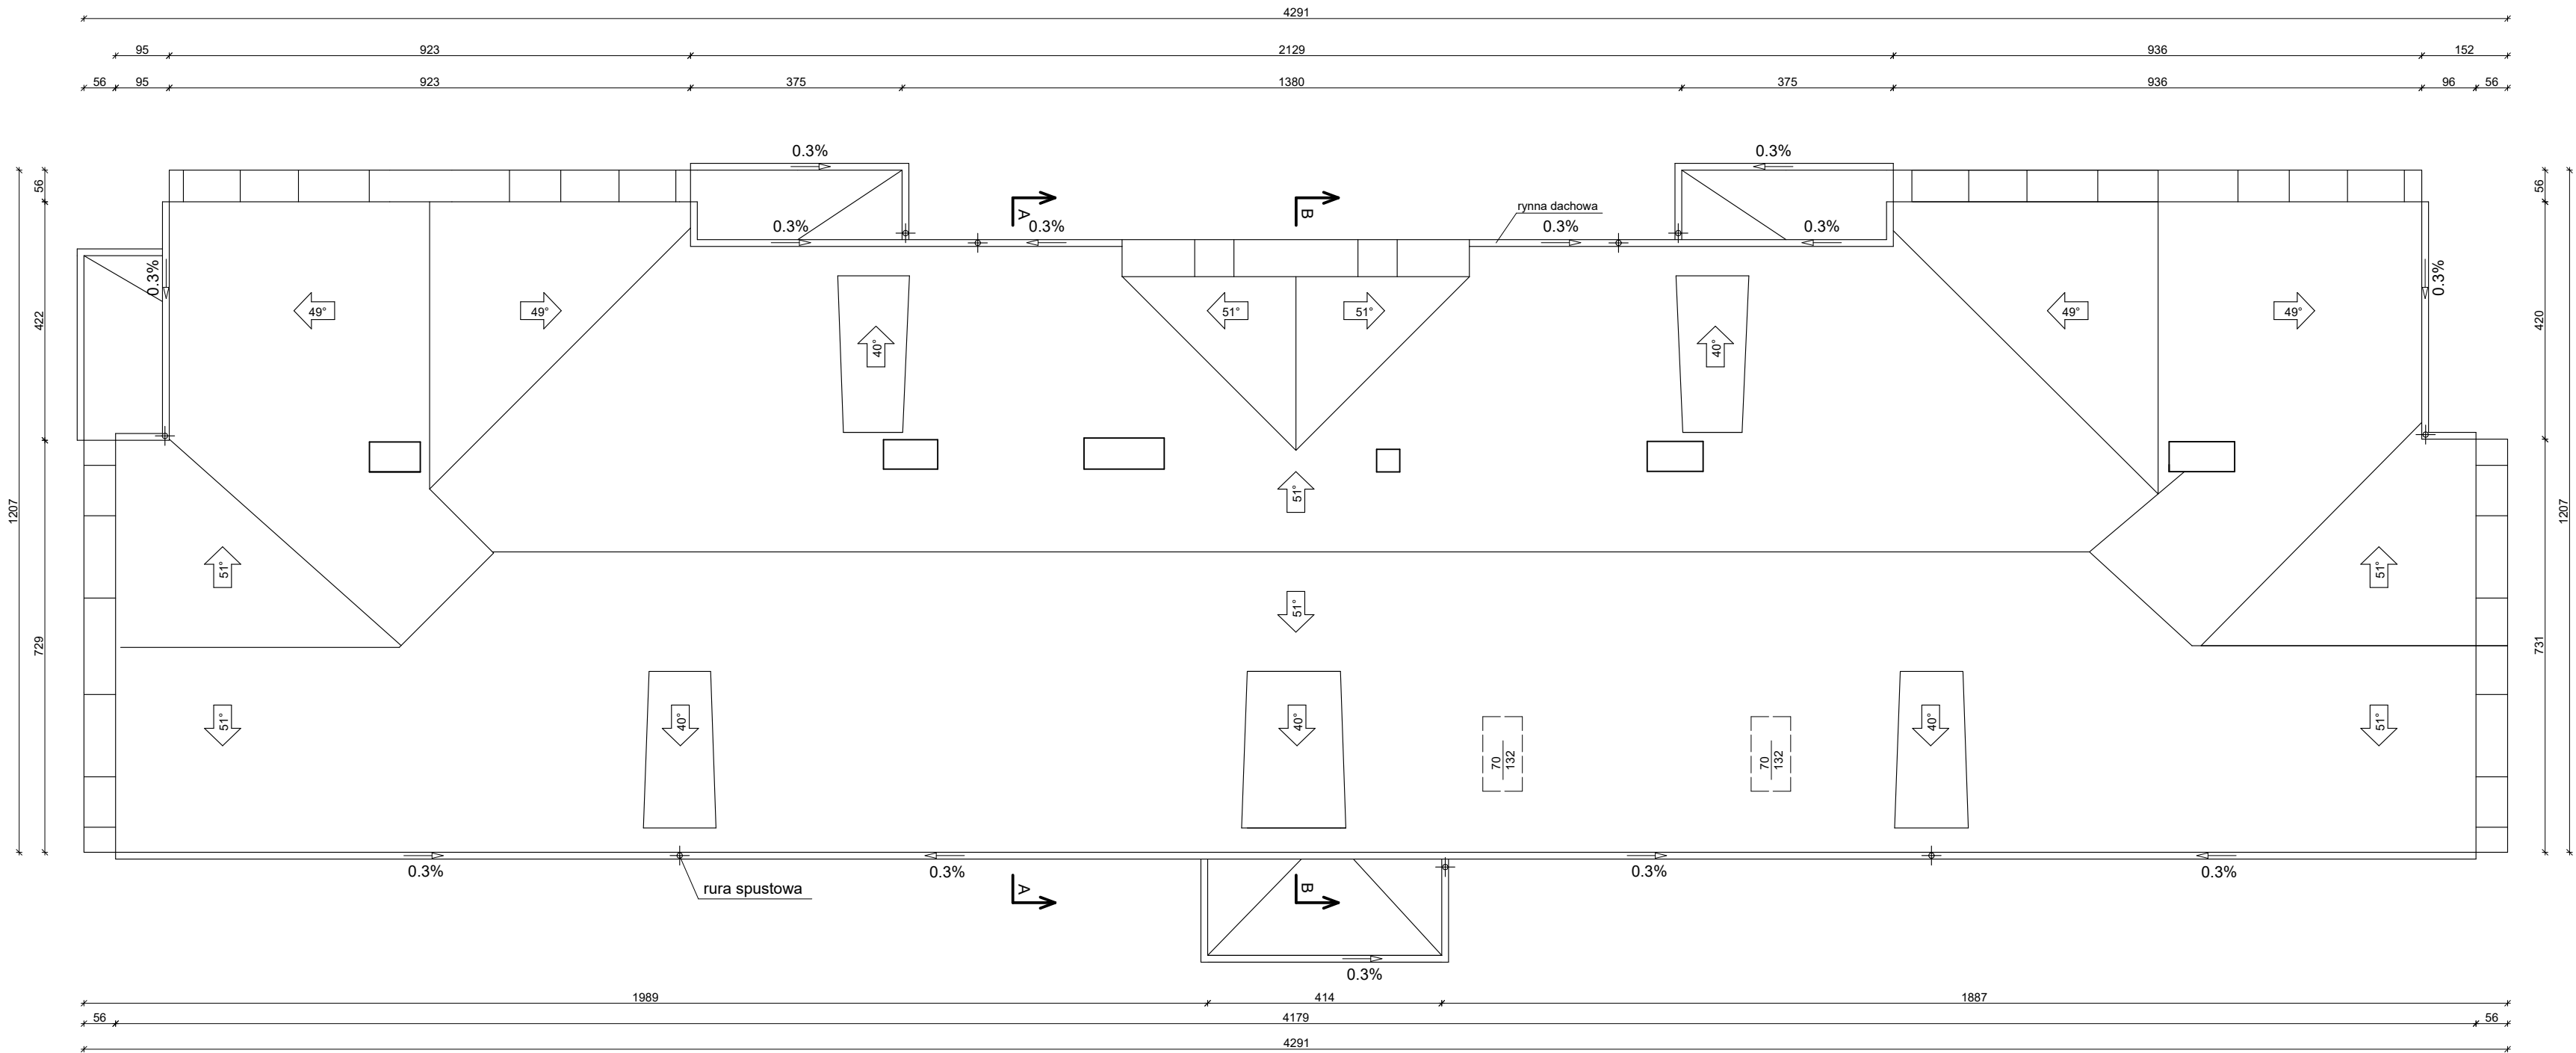 4291
95 923 2129 936 152
56 95 923 375 1380 375 936 96 56
0.3% 0.3%
56 56
A B
rynna dachowa
0.3% 0.3% 0.3% 0.3%
0.3% 0.3%
49° 49° 51° 51° 49° 49°
422 420
40° 40°
51°
1207 1207
51° 51°
51°
729 731
51° 40° 40° 40° 51°
70 70
132 132
0.3% 0.3% 0.3% 0.3%
rura spustowa
A B
0.3%
1989 414 1887
56 4179 56
4291